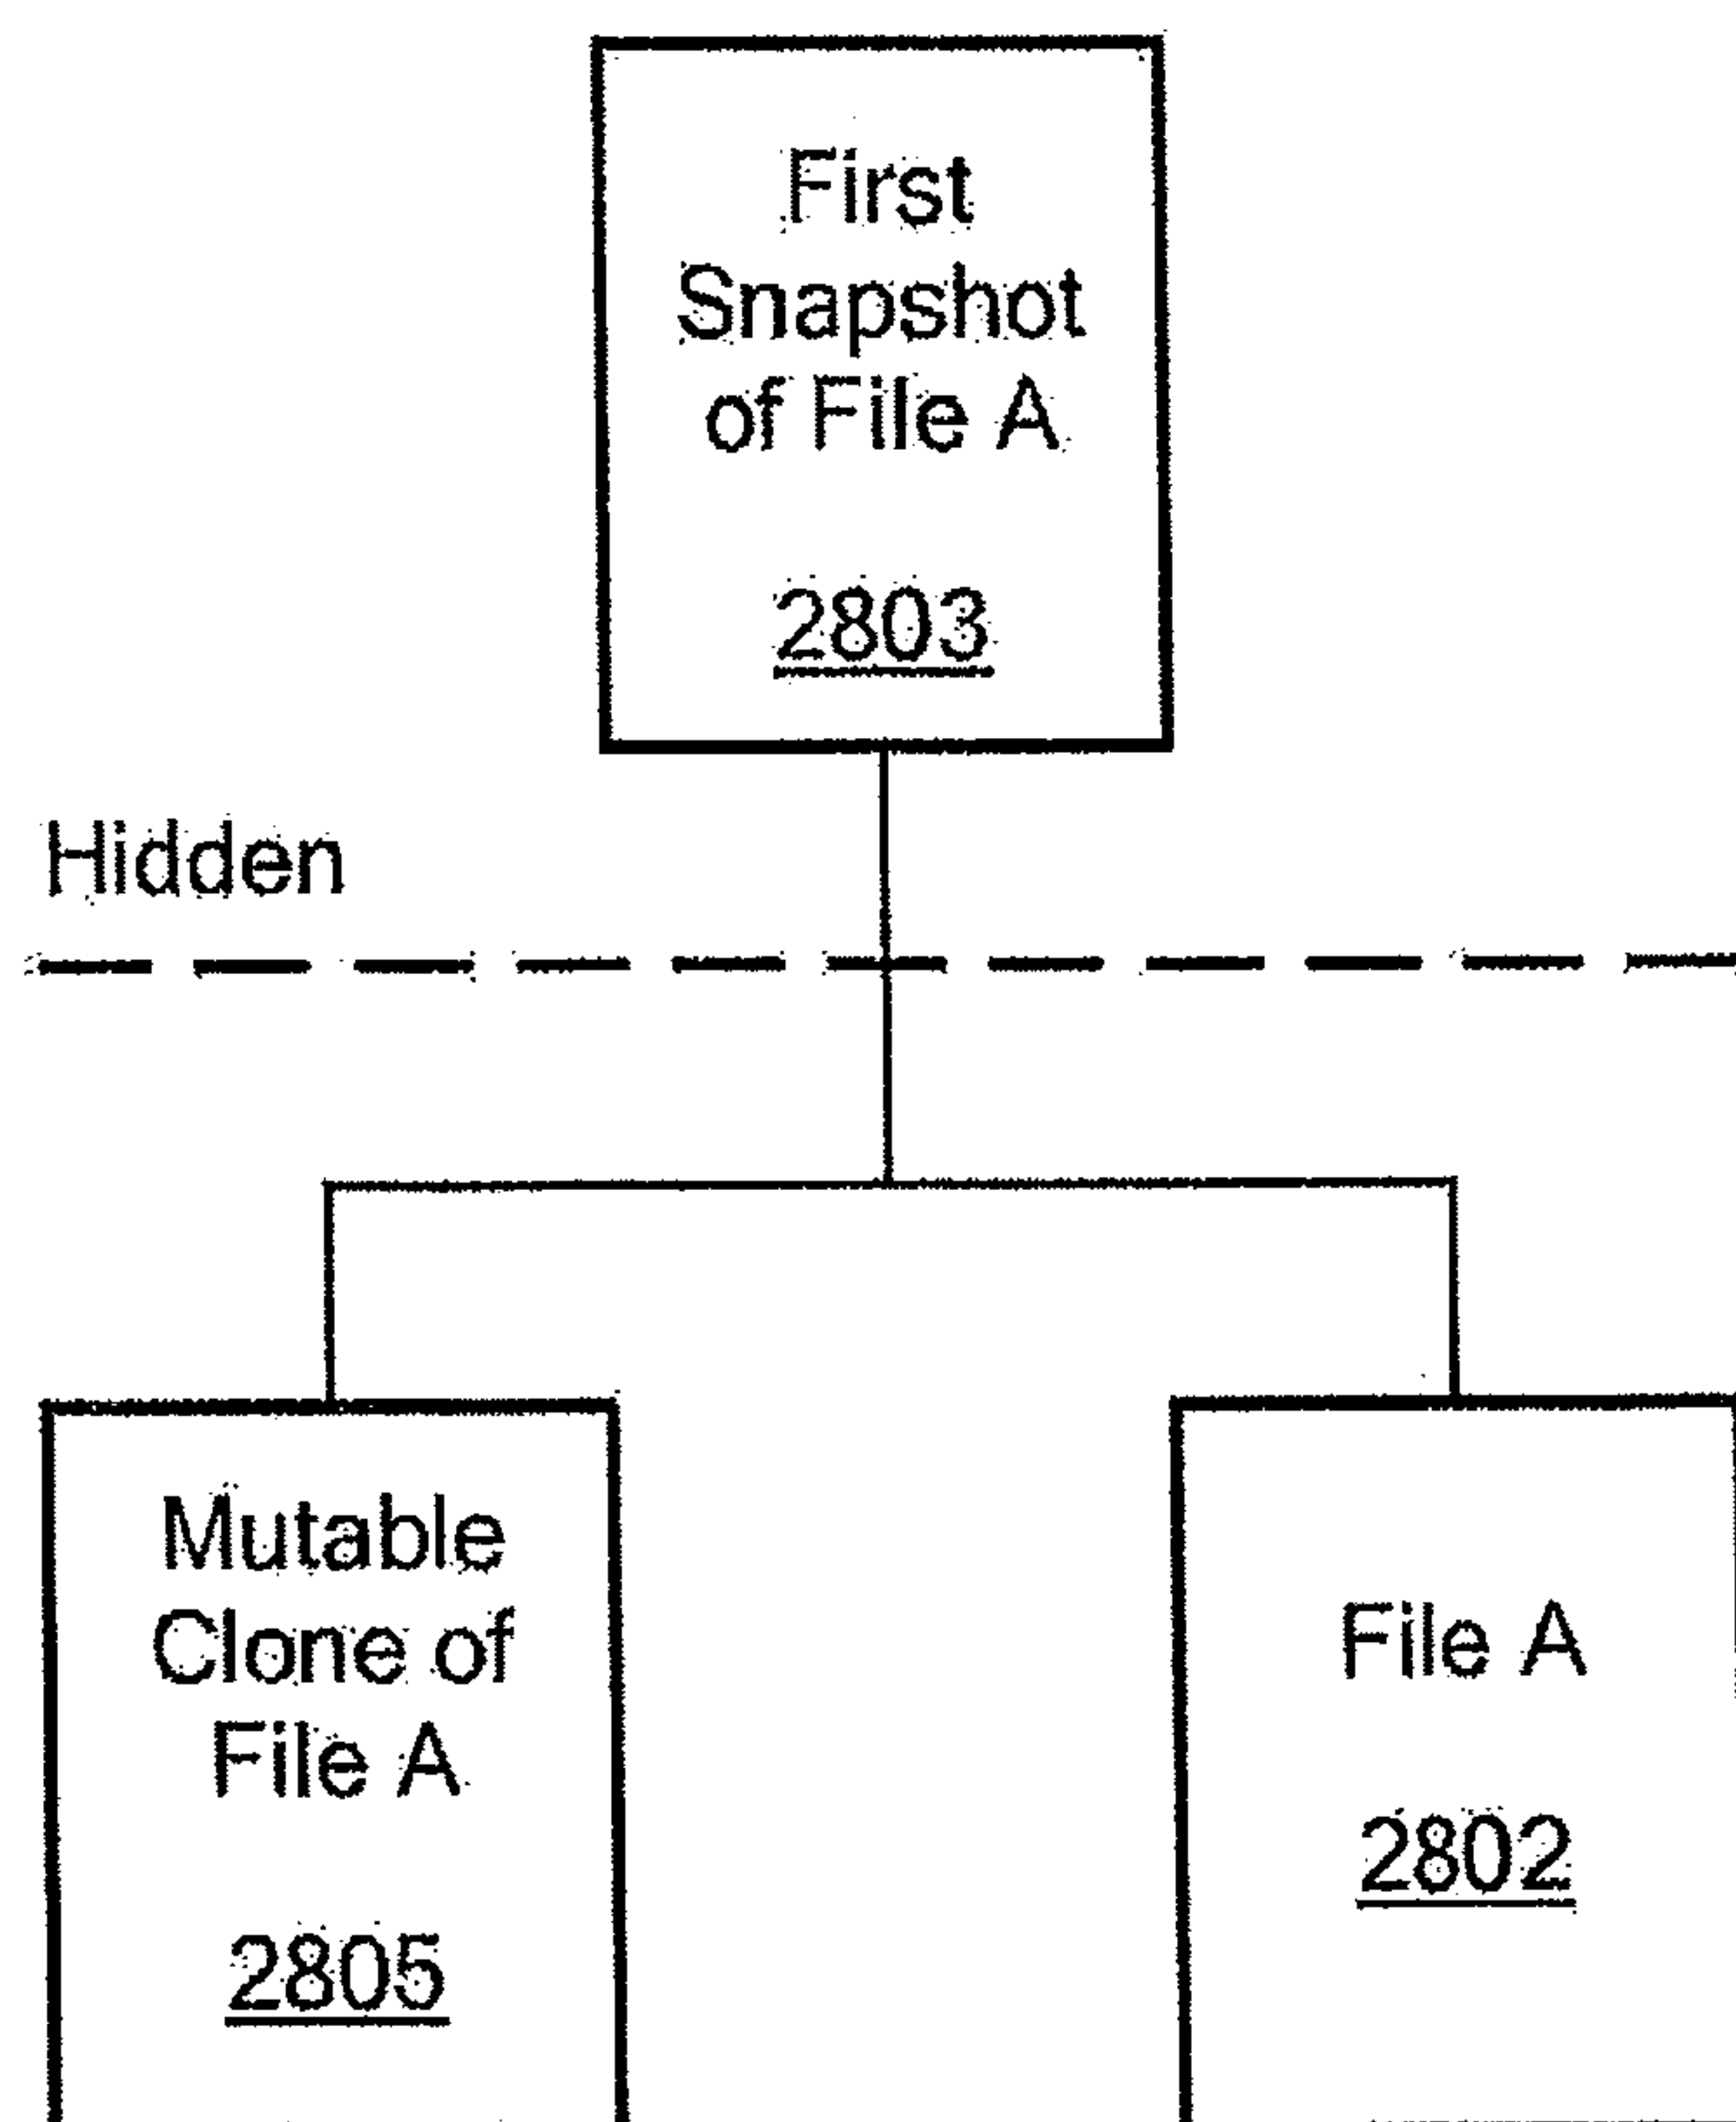 First
Snapshot
of File A
2803
Hidden
Mutable
Clone of
File A
2805
File A
2802